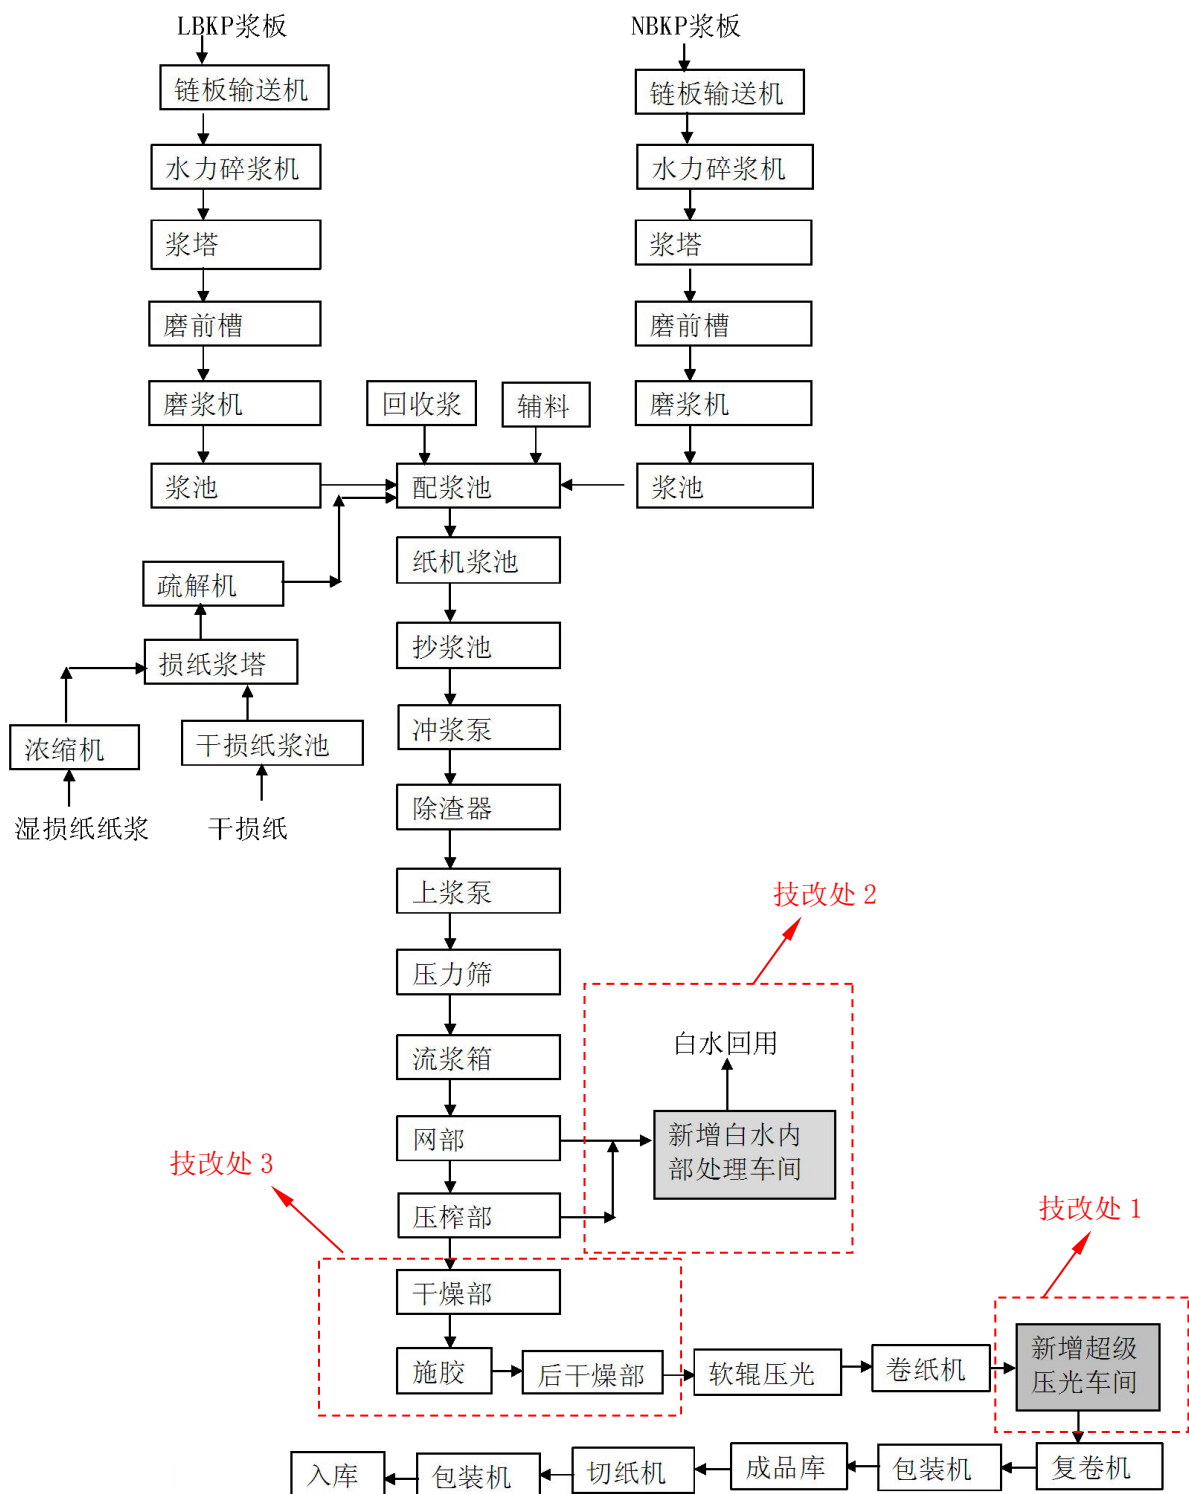 LBKP浆板
NBKP浆板
链板输送机
链板输送机
水力碎浆机
水力碎浆机
浆塔
浆塔
磨前槽
磨前槽
磨浆机
回收浆
辅料
磨浆机
浆池
配浆池
浆池
纸机浆池
疏解机
抄浆池
损纸浆塔
冲浆泵
浓缩机
干损纸浆池
除渣器
湿损纸纸浆
干损纸
上浆泵
技改处 2
压力筛
流浆箱
白水回用
网部
新增白水内
部处理车间
技改处 3
压榨部
技改处 1
干燥部
施胶
后干燥部
软辊压光
卷纸机
新增超级
压光车间
入库
包装机
切纸机
成品库
包装机
复卷机